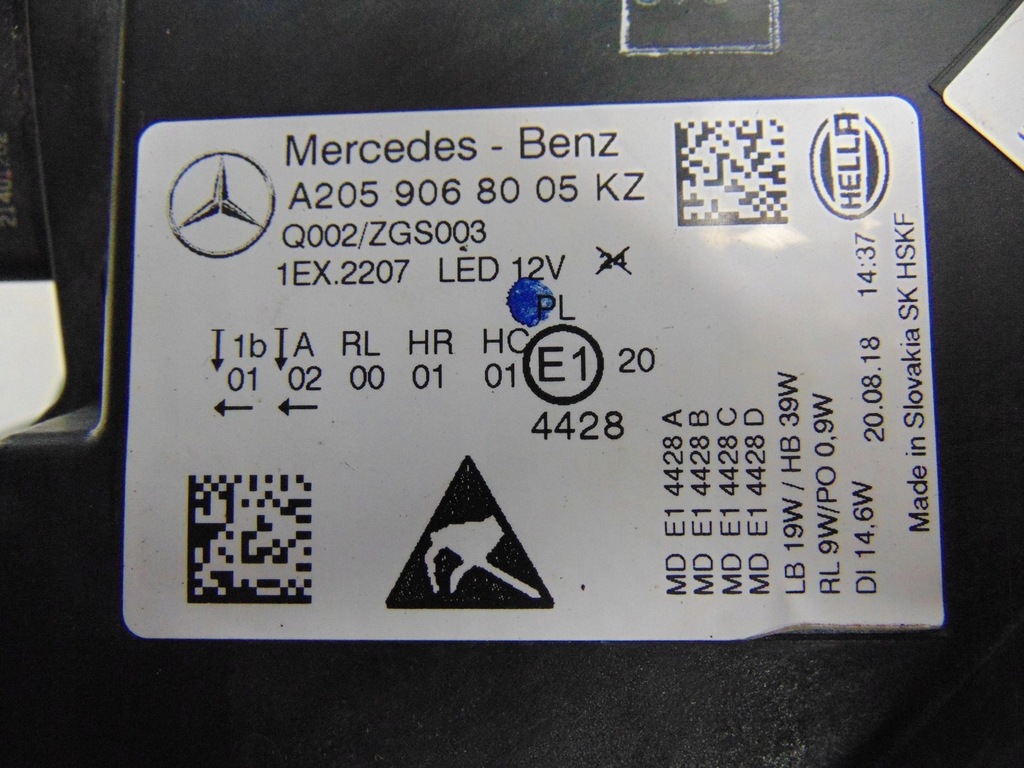 Mercedes - Benz
A205 906 80 05 KZ
Q002/ZGS003
1EX.2207 LED 12V 24
PL
1b A RL HR HC
01 02 00 01 01
E1 20
4428
HELLA
MD E1 4428 A
MD E1 4428 B
MD E1 4428 C
MD E1 4428 D
LB 19W / HB 39W
RL 9W/PO 0,9W
DI 14,6W 20.08.18 14:37
Made in Slovakia SK HSKF